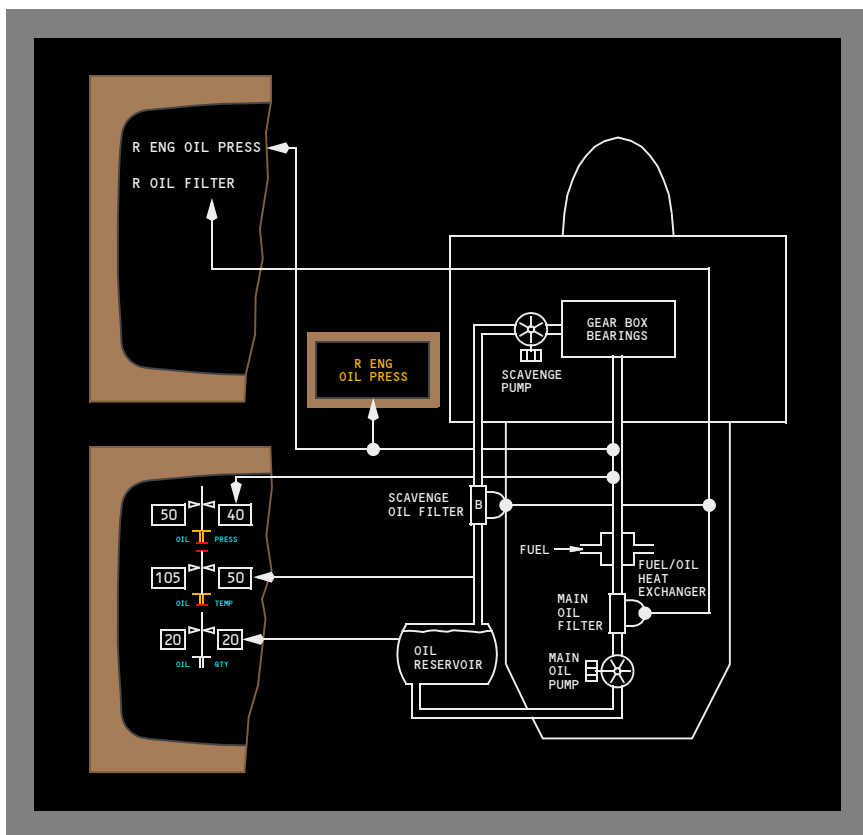 R ENG OIL PRESS
R OIL FILTER
GEAR BOX
BEARINGS
R ENG
OIL PRESS
SCAVENGE
PUMP
SCAVENGE
OIL FILTER
B
50
40
OIL PRESS
FUEL
FUEL/OIL
HEAT
EXCHANGER
105
50
OIL TEMP
MAIN
OIL
FILTER
20
20
OIL QTY
OIL
RESERVOIR
MAIN
OIL
PUMP